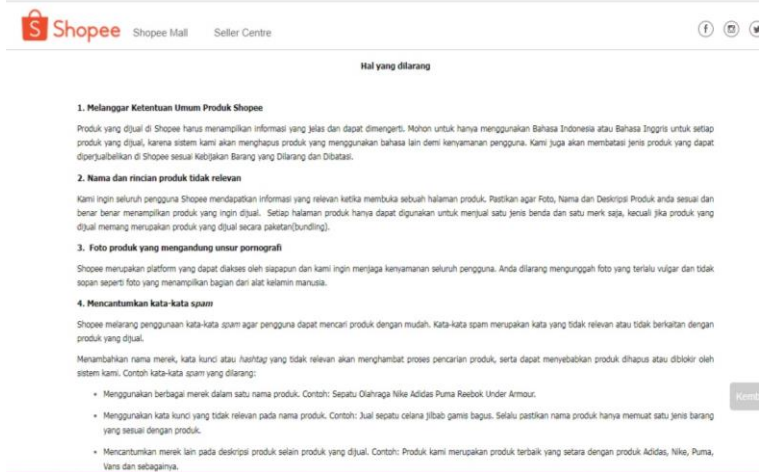 Shopee Shopee Mall Seller Centre
Hal yang dilarang
1. Melanggar Ketentuan Umum Produk Shopee
Produk yang dijual di Shopee harus menampilkan informasi yang jelas dan dapat dimengerti. Mohon untuk hanya menggunakan Bahasa Indonesia atau Bahasa Inggris untuk setiap
produk yang dijual, karena sistem kami akan menghapus produk yang menggunakan bahasa lain demi kenyamanan pengguna. Kami juga akan membatasi jenis produk yang dapat
diperjualbelikan di Shopee sesuai Kebijakan Barang yang Dilarang dan Dibatasi.
2. Nama dan rincian produk tidak relevan
Kami ingin seluruh pengguna Shopee mendapatkan informasi yang relevan ketika membuka sebuah halaman produk. Pastikan agar Foto, Nama dan Deskripsi Produk anda sesuai dan
benar benar menampilkan produk yang ingin dijual. Setiap halaman produk hanya dapat digunakan untuk menjual satu jenis benda dan satu merk saja, kecuali jika produk yang
dijual memang merupakan produk yang dijual secara paketan(bundling).
3. Foto produk yang mengandung unsur pornografi
Shopee merupakan platform yang dapat diakses oleh siapapun dan kami ingin menjaga kenyamanan seluruh pengguna. Anda dilarang mengunggah foto yang terlalu vulgar dan tidak
sopan seperti foto yang menampilkan bagian dari alat kelamin manusia.
4. Mencantumkan kata-kata spam
Shopee melarang penggunaan kata-kata spam agar pengguna dapat mencari produk dengan mudah. Kata-kata spam merupakan kata yang tidak relevan atau tidak berkaitan dengan
produk yang dijual.
Menambahkan nama merek, kata kunci atau hashtag yang tidak relevan akan menghambat proses pencarian produk, serta dapat menyebabkan produk dihapus atau diblokir oleh
sistem kami. Contoh kata-kata spam yang dilarang:
• Menggunakan berbagai merek dalam satu nama produk. Contoh: Sepatu Olahraga Nike Adidas Puma Reebok Under Armour.
Kemb
• Menggunakan kata kunci yang tidak relevan pada nama produk. Contoh: Jual sepatu celana jilbab gamis bagus. Selalu pastikan nama produk hanya memuat satu jenis barang
yang sesuai dengan produk.
• Mencantumkan merek lain pada deskripsi produk selain produk yang dijual. Contoh: Produk kami merupakan produk terbaik yang setara dengan produk Adidas, Nike, Puma,
Vans dan sebagainya.